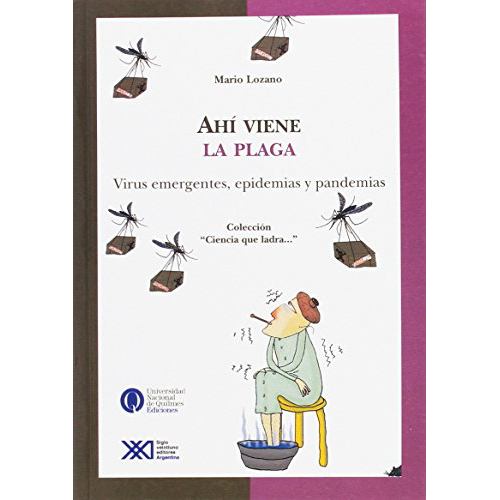 Mario Lozano
AHÍ VIENE
LA PLAGA
Virus emergentes, epidemias y pandemias
Colección
“Ciencia que ladra...”
Universidad
Nacional
de Quilmes
Ediciones
Siglo
veintiuno
editores
Argentina